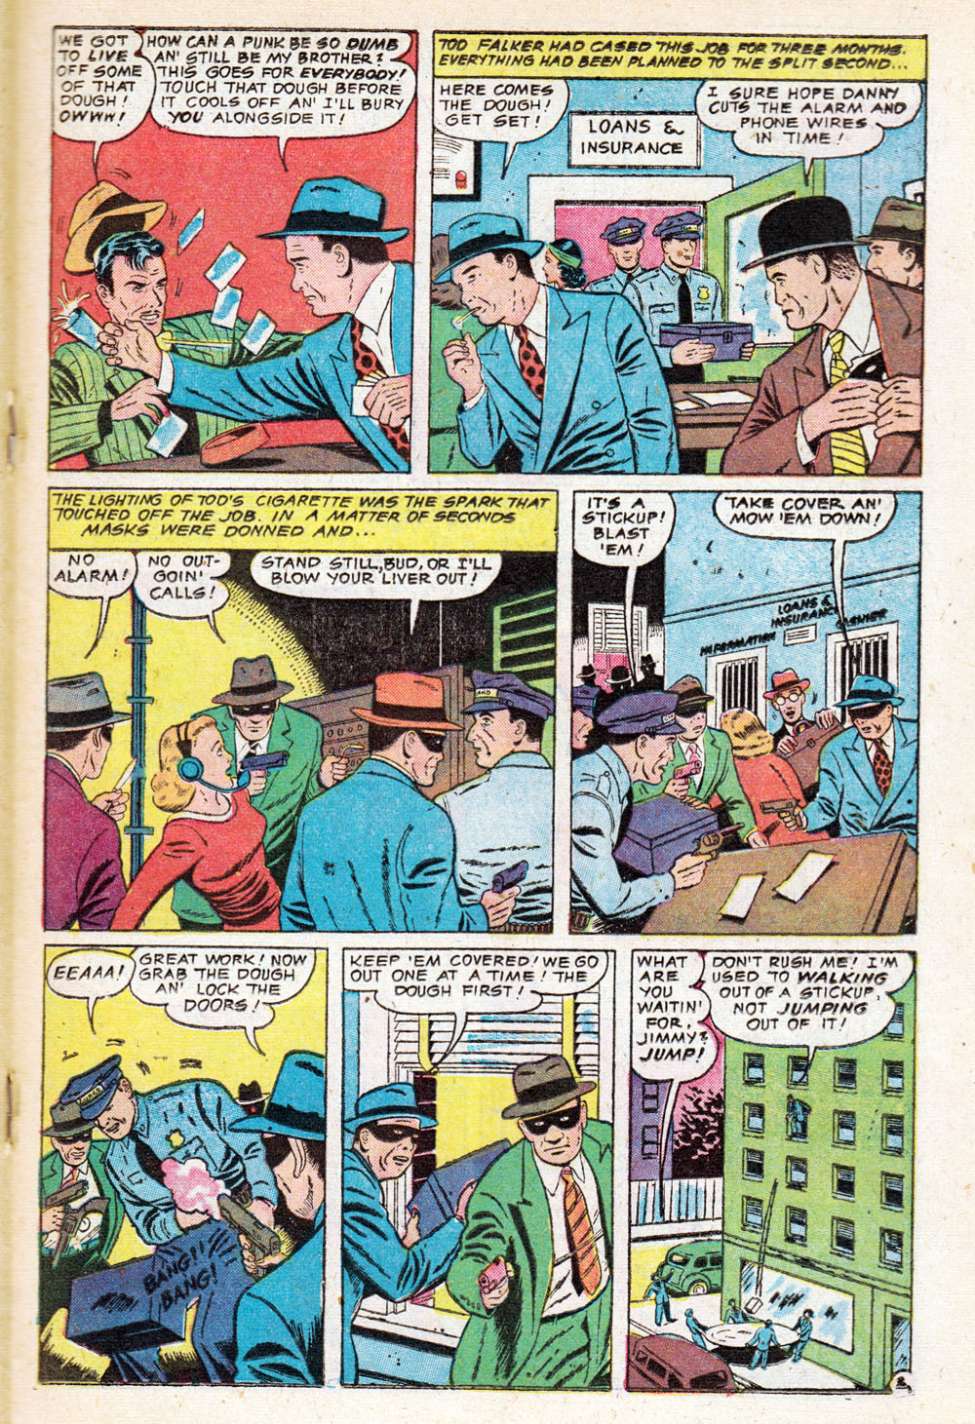 WE GOT
TO LIVE
OFF SOME
OF THAT
DOUGH!
OWWW!
HOW CAN A PUNK BE SO DUMB
AN' STILL BE MY BROTHER?
THIS GOES FOR EVERYBODY!
TOUCH THAT DOUGH BEFORE
IT COOLS OFF AN' I'LL BURY
YOU ALONGSIDE IT!
TOD FALKER HAD CASED THIS JOB FOR THREE MONTHS.
EVERYTHING HAD BEEN PLANNED TO THE SPLIT SECOND...
HERE COMES
THE DOUGH!
GET SET!
I SURE HOPE DANNY
CUTS THE ALARM AND
PHONE WIRES
IN TIME!
LOANS &
INSURANCE
THE LIGHTING OF TOD'S CIGARETTE WAS THE SPARK THAT
TOUCHED OFF THE JOB. IN A MATTER OF SECONDS
MASKS WERE DONNED AND...
NO
ALARM!
NO OUT-
GOIN'
CALLS!
STAND STILL, BUD, OR I'LL
BLOW YOUR LIVER OUT!
IT'S A
STICKUP!
BLAST
'EM!
TAKE COVER AN'
MOW 'EM DOWN!
INFORMATION
LOANS &
INSURANCE
CASHIER
EEAAA!
GREAT WORK! NOW
GRAB THE DOUGH
AN' LOCK THE
DOORS!
BANG!!
BANG!
KEEP 'EM COVERED! WE GO
OUT ONE AT A TIME! THE
DOUGH FIRST!
WHAT
ARE
YOU
WAITIN'
FOR,
JIMMY?
JUMP!
DON'T RUSH ME! I'M
USED TO WALKING
OUT OF A STICKUP,
NOT JUMPING
OUT OF IT!
2